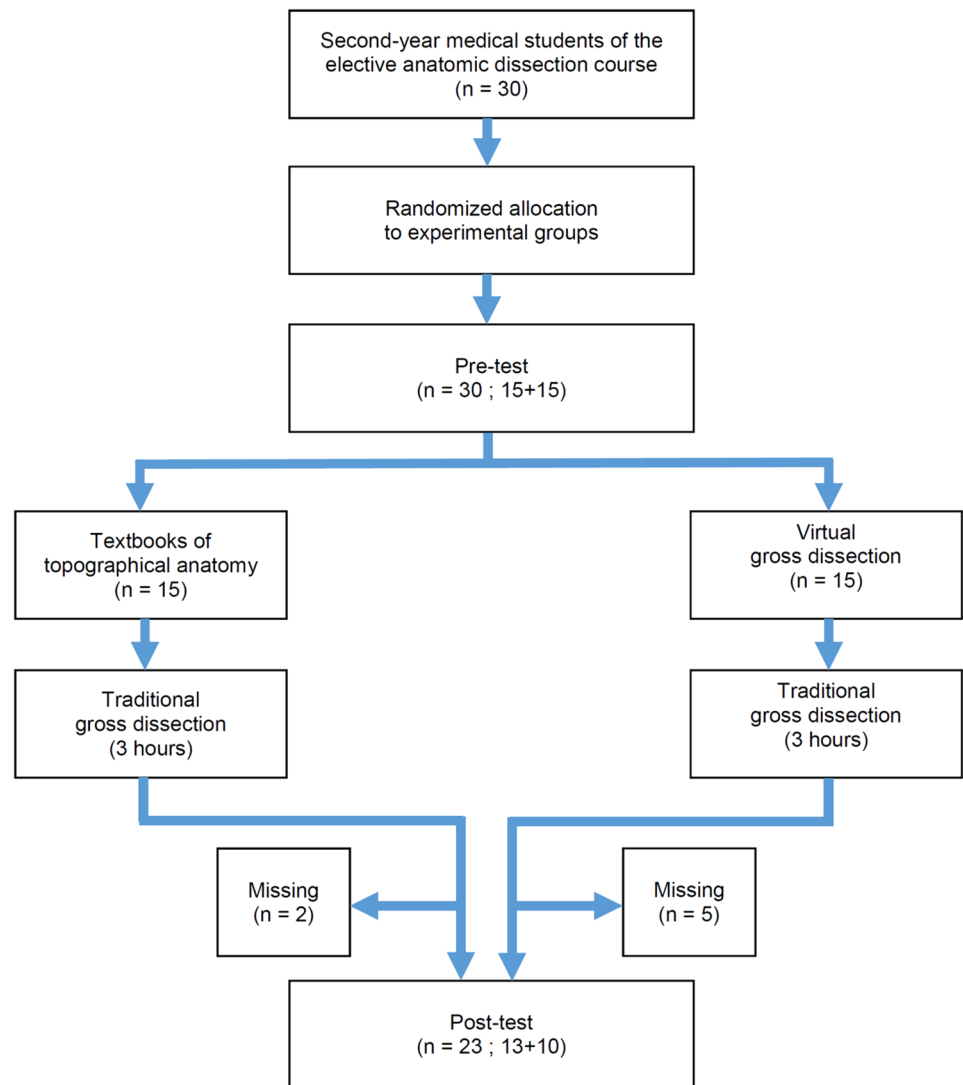 Second-year medical students of the
elective anatomic dissection course
(n = 30)
Randomized allocation
to experimental groups
Pre-test
(n = 30 ; 15+15)
Textbooks of
topographical anatomy
(n = 15)
Virtual
gross dissection
(n = 15)
Traditional
gross dissection
(3 hours)
Traditional
gross dissection
(3 hours)
Missing
(n = 2)
Missing
(n = 5)
Post-test
(n = 23 ; 13+10)